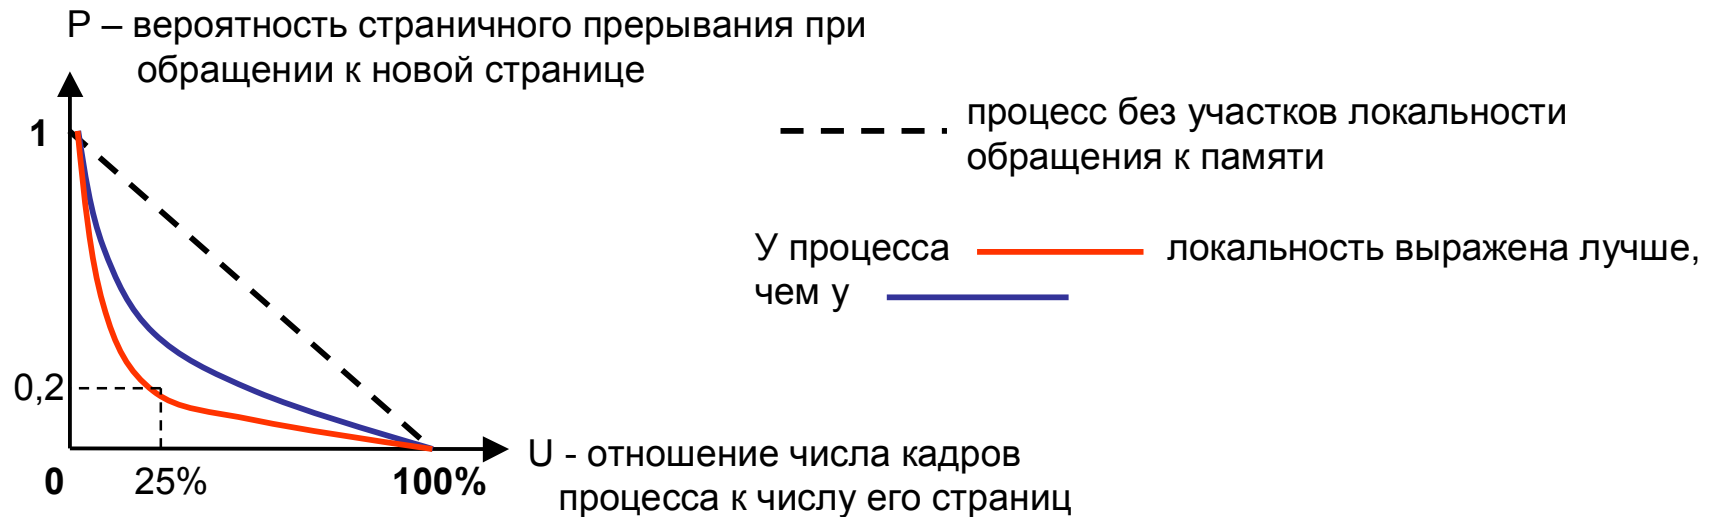 P – вероятность страничного прерывания при
обращении к новой странице
1
процесс без участков локальности
обращения к памяти
У процесса локальность выражена лучше,
чем у
0,2
U - отношение числа кадров
процесса к числу его страниц
0 25% 100%